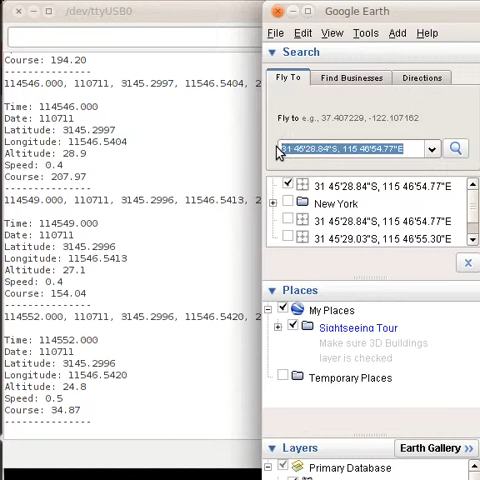 /dev/ttyUSB0
Course: 194.20
---------------
114546.000, 110711, 3145.2997, 11546.5404, 2
Time: 114546.000
Date: 110711
Latitude: 3145.2997
Longitude: 11546.5404
Altitude: 28.9
Speed: 0.4
Course: 207.97
---------------
114549.000, 110711, 3145.2996, 11546.5413, 2
Time: 114549.000
Date: 110711
Latitude: 3145.2996
Longitude: 11546.5413
Altitude: 27.1
Speed: 0.4
Course: 154.04
---------------
114552.000, 110711, 3145.2996, 11546.5420, 2
Time: 114552.000
Date: 110711
Latitude: 3145.2996
Longitude: 11546.5420
Altitude: 24.8
Speed: 0.5
Course: 34.87
---------------
Google Earth
File Edit View Tools Add Help
Search
Fly To Find Businesses Directions
Fly to e.g., 37.407229, -122.107162
31 45'28.84"S, 115 46'54.77"E
31 45'28.84"S, 115 46'54.77"E
New York
31 45'28.84"S, 115 46'54.77"E
31 45'29.03"S, 115 46'55.30"E
Places
My Places
Sightseeing Tour
Make sure 3D Buildings
layer is checked
Temporary Places
Layers
Earth Gallery >>
Primary Database